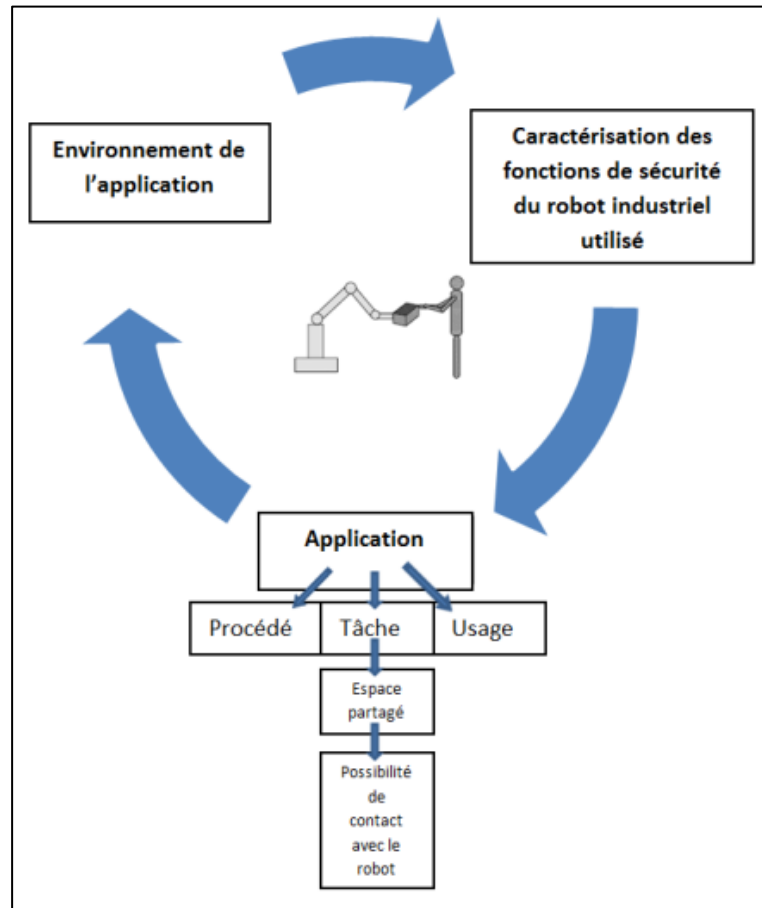 Environnement de
l’application
Caractérisation des
fonctions de sécurité
du robot industriel
utilisé
Application
Procédé
Tâche
Usage
Espace
partagé
Possibilité
de
contact
avec le
robot